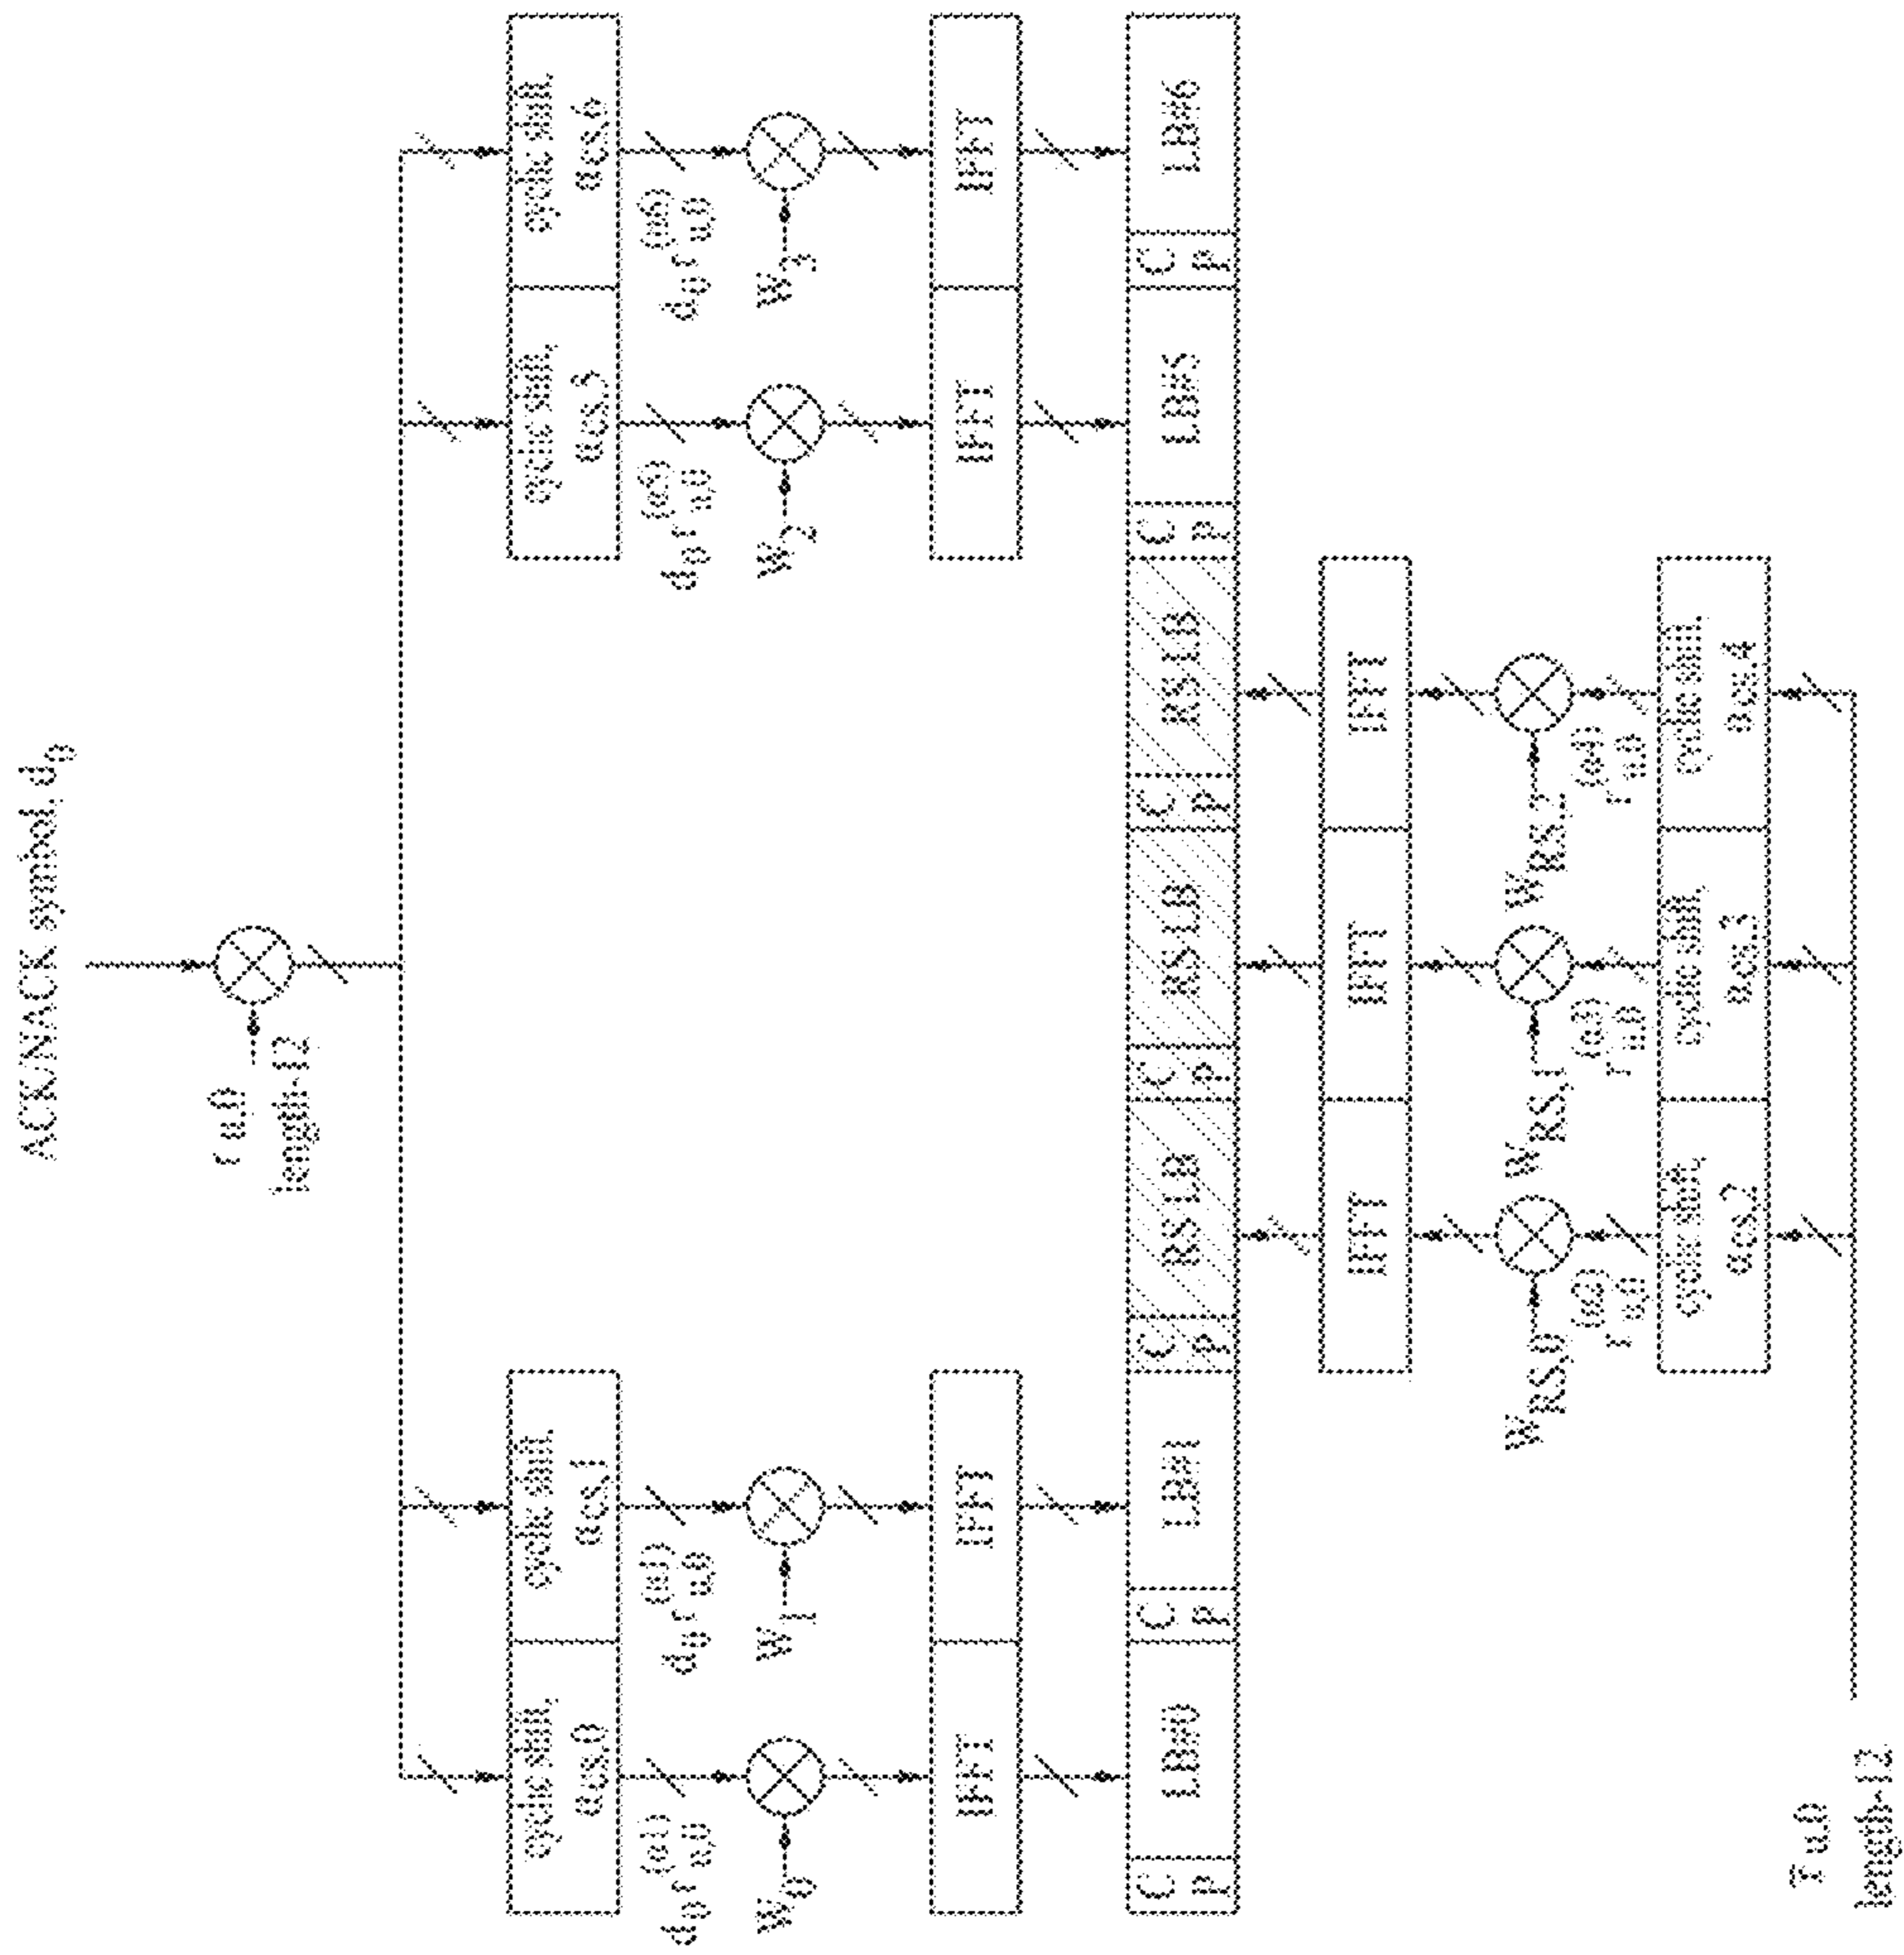 ACK/NACK symbol, d0
r u,0
length-12
cyclic shift,
αcs,0
cyclic shift,
αcs,1
cyclic shift,
αcs,5
cyclic shift,
αcs,6
d0 r u,0
d0 r u,0 (α1)
d0 r u,0 (α5)
d0 r u,0 (α6)
W0
W1
W2
W3
IFFT
IFFT
IFFT
IFFT
CP
LB#0
CP
LB#1
CP
RS LB
CP
RS LB
CP
RS LB
CP
LB#5
CP
LB#6
IFFT
IFFT
IFFT
WRS,0
WRS,1
WRS,2
r u,0
r u,0 (α3)
r u,0 (α4)
cyclic shift,
αcs,2
cyclic shift,
αcs,3
cyclic shift,
αcs,4
r u,0
length-12